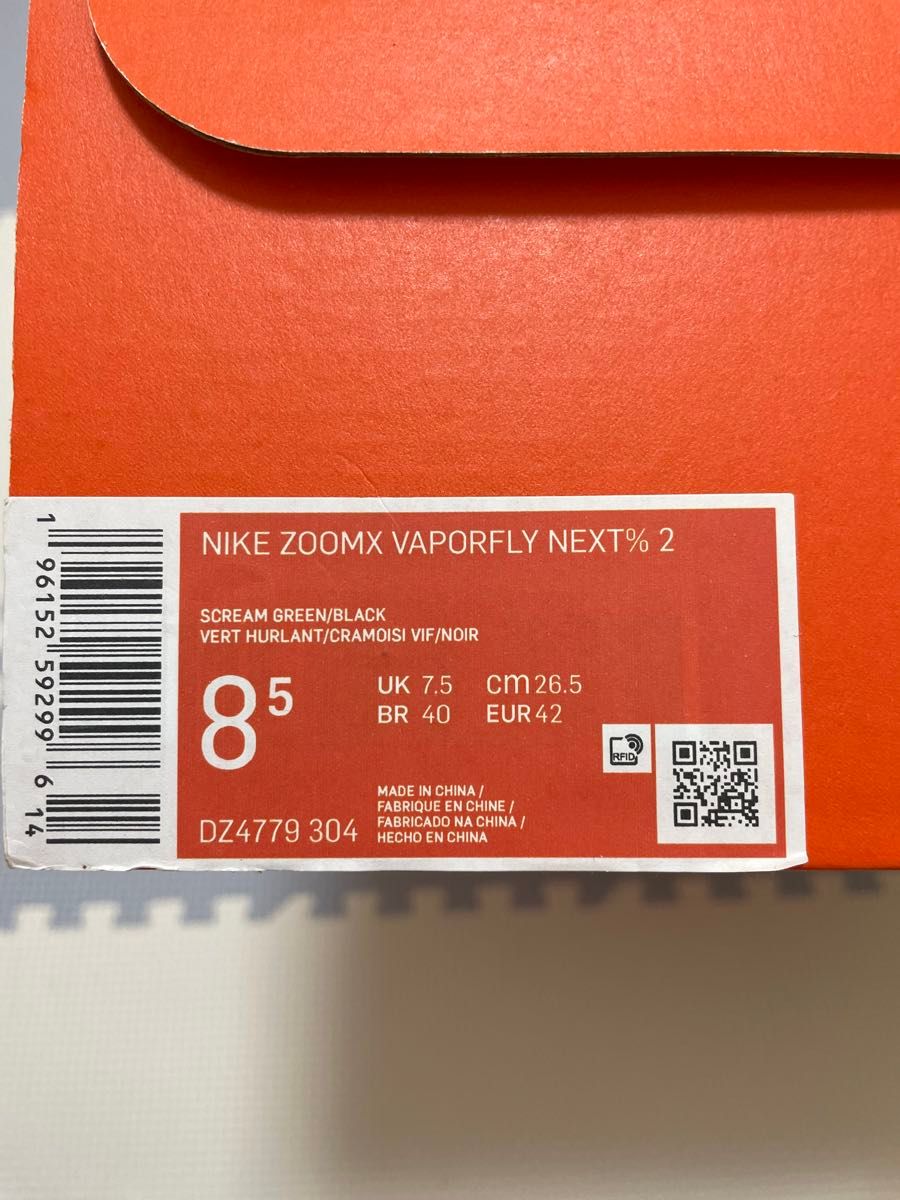 NIKE ZOOMX VAPORFLY NEXT% 2
SCREAM GREEN/BLACK
VERT HURLANT/CRAMOISI VIF/NOIR
8 5
UK 7.5 cm 26.5
BR 40 EUR 42
RFID
MADE IN CHINA /
FABRIQUE EN CHINE /
FABRICADO NA CHINA /
HECHO EN CHINA
DZ4779 304
1 96152 59299 6 14